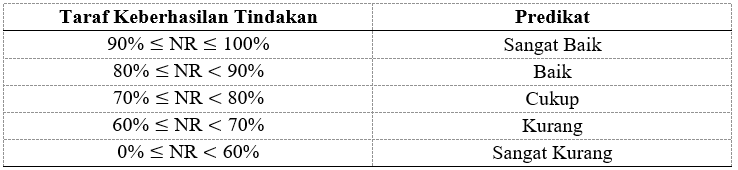 Taraf Keberhasilan Tindakan Predikat
90% ≤ NR ≤ 100% Sangat Baik
80% ≤ NR < 90% Baik
70% ≤ NR < 80% Cukup
60% ≤ NR < 70% Kurang
0% ≤ NR < 60% Sangat Kurang